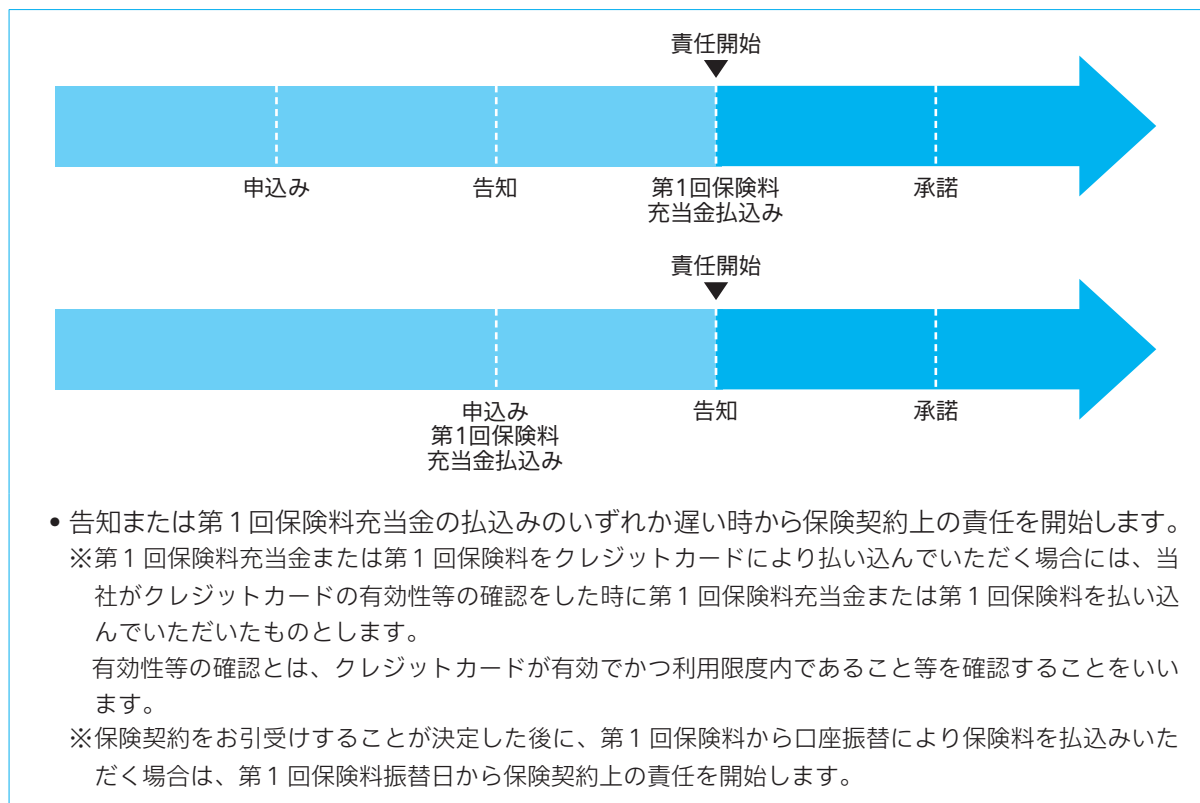 責任開始
申込み
告知
第1回保険料
充当金払込み
承諾
責任開始
申込み
第1回保険料
充当金払込み
告知
承諾
• 告知または第1回保険料充当金の払込みのいずれか遅い時から保険契約上の責任を開始します。
※第1回保険料充当金または第1回保険料をクレジットカードにより払い込んでいただく場合には、当
社がクレジットカードの有効性等の確認をした時に第1回保険料充当金または第1回保険料を払い込
んでいただいたものとします。
有効性等の確認とは、クレジットカードが有効でかつ利用限度内であること等を確認することをいい
ます。
※保険契約をお引受けすることが決定した後に、第1回保険料から口座振替により保険料を払込みいた
だく場合は、第1回保険料振替日から保険契約上の責任を開始します。